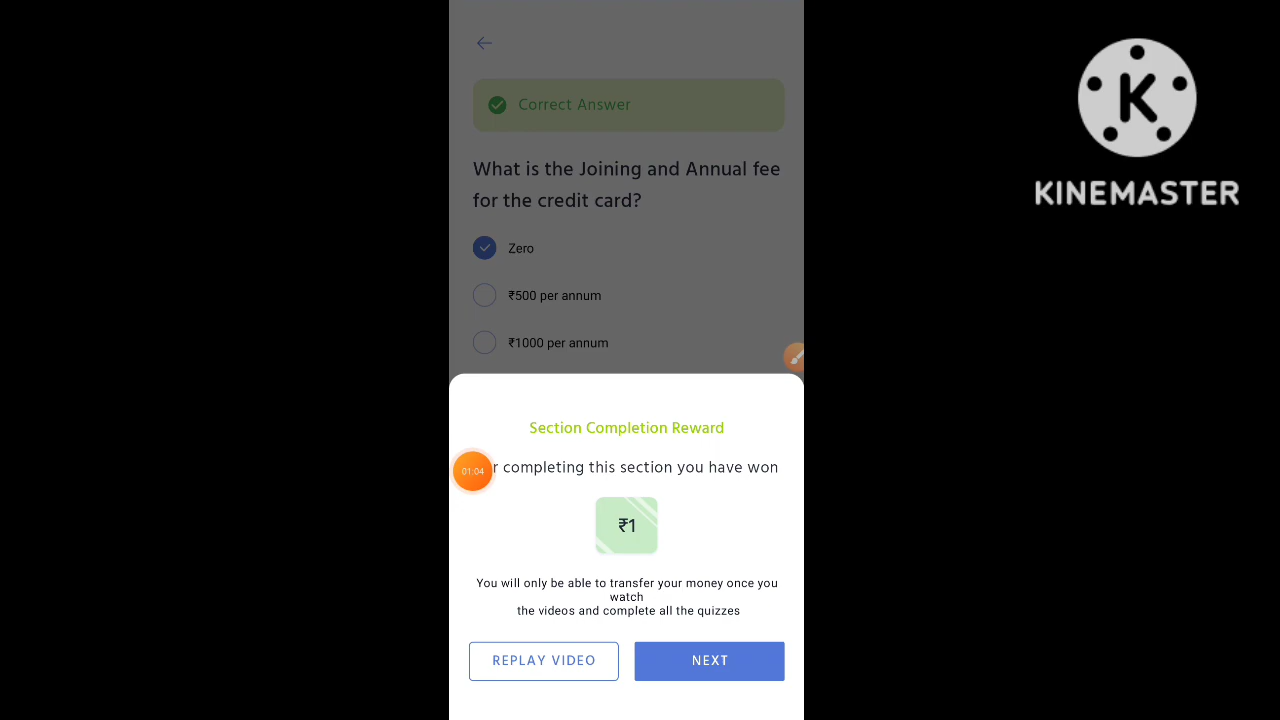 Correct Answer
What is the Joining and Annual fee
for the credit card?
Zero
₹500 per annum
₹1000 per annum
Section Completion Reward
01:04
r completing this section you have won
₹1
You will only be able to transfer your money once you
watch
the videos and complete all the quizzes
REPLAY VIDEO
NEXT
K
KINEMASTER